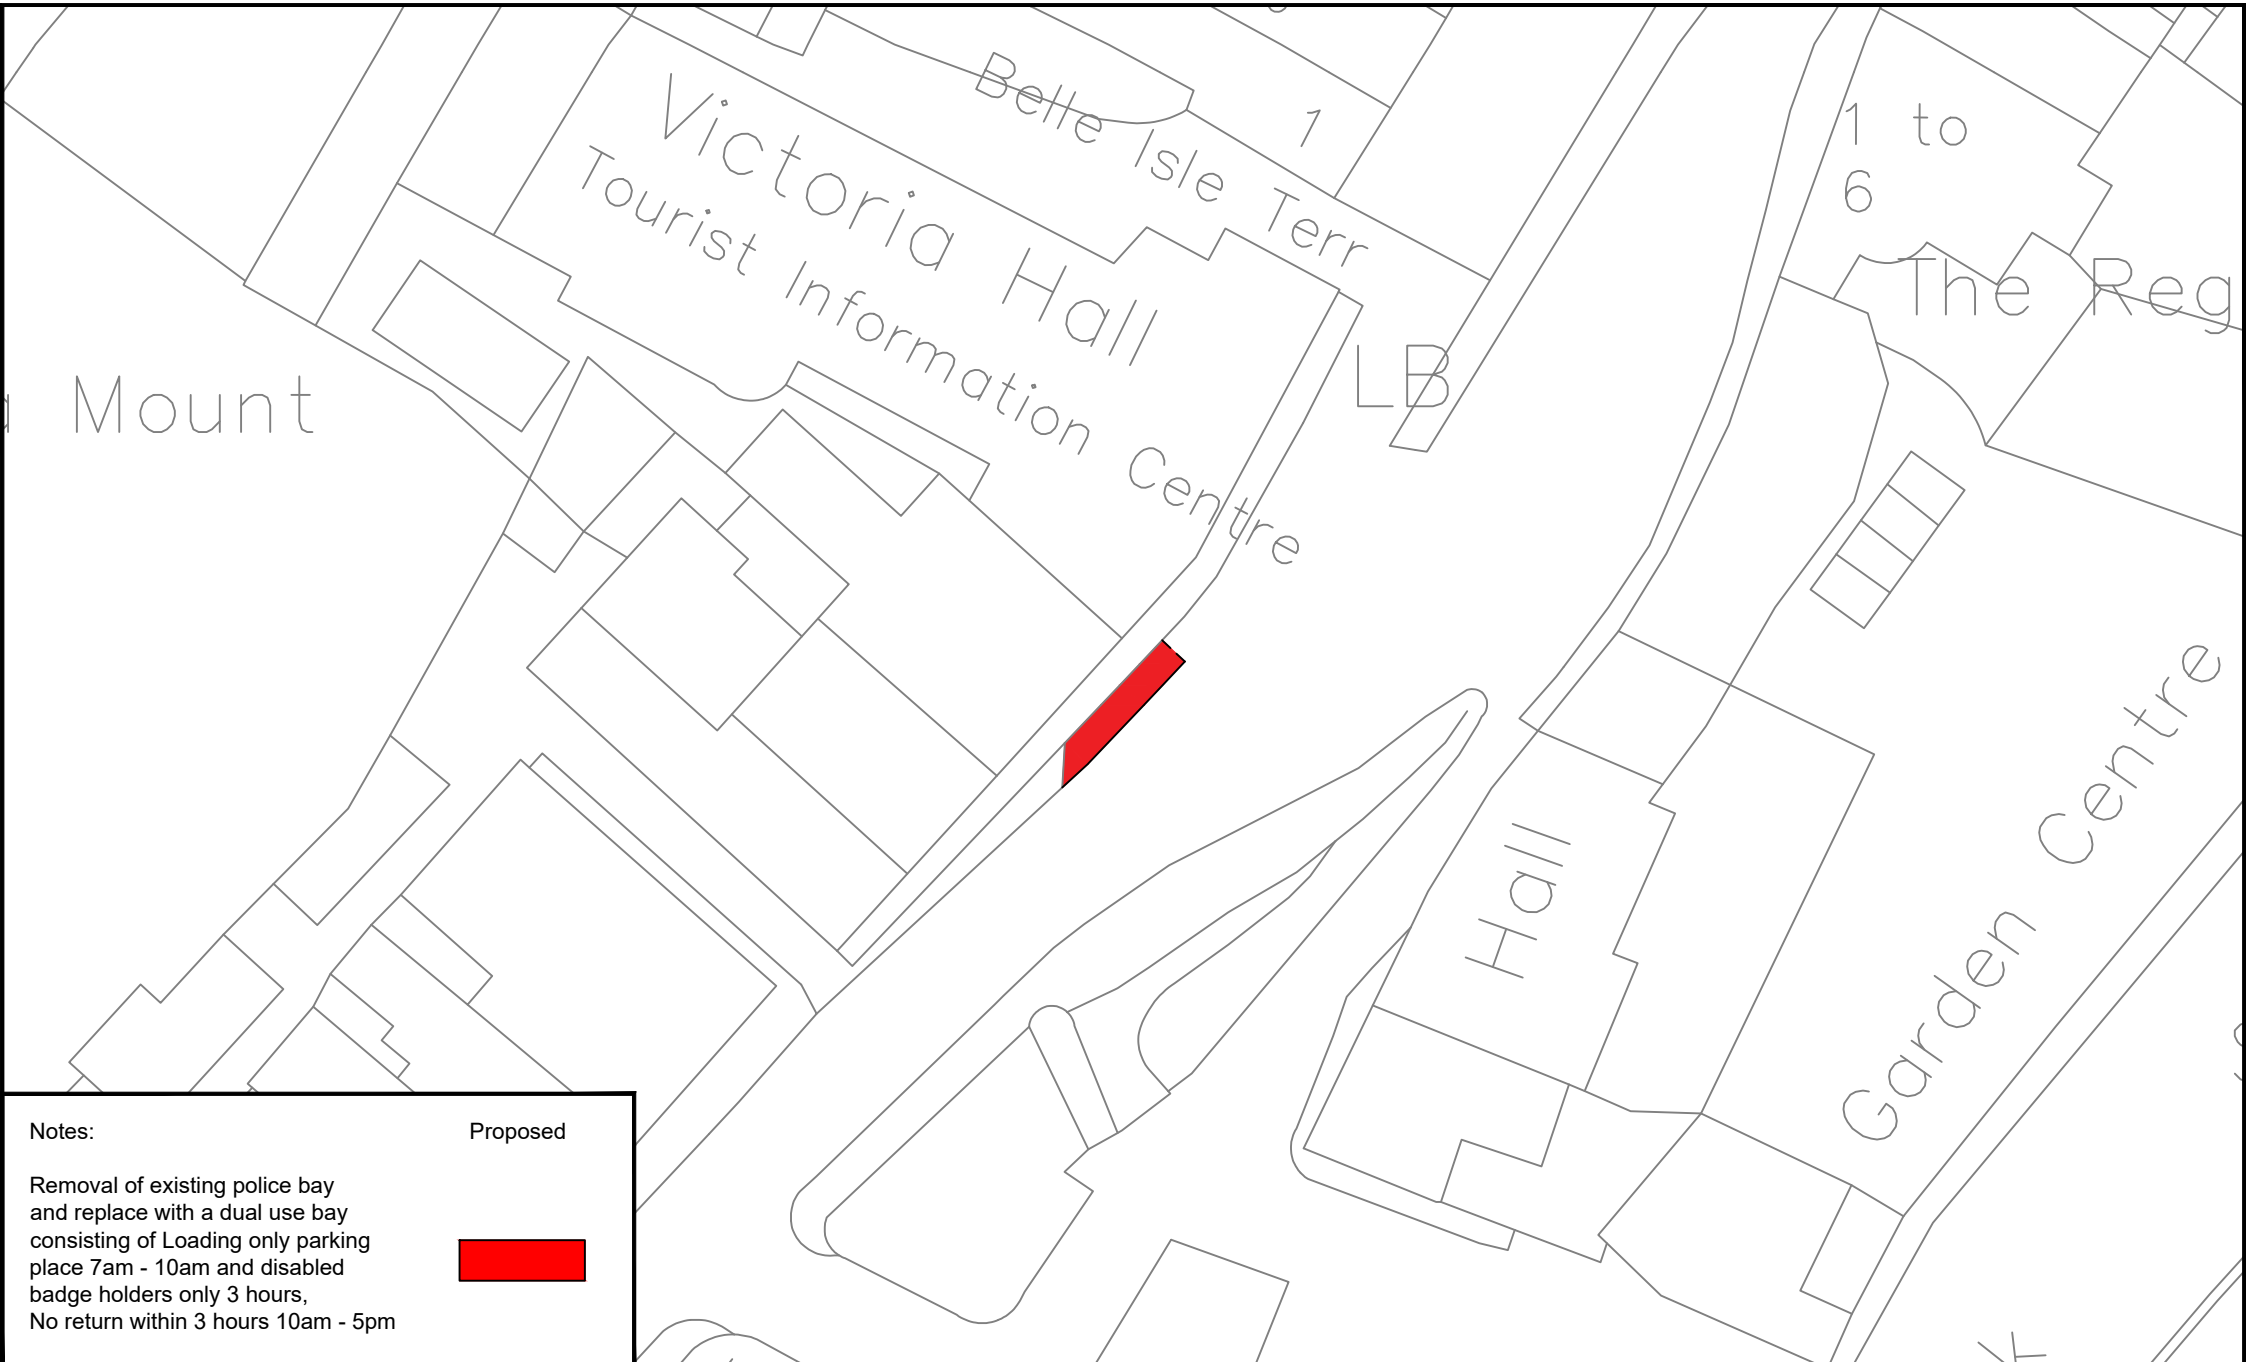 Belle Isle Terr
1
1 to
6
Victoria Hall
Tourist Information Centre
The Reg
LB
Mount
Hall
Garden Centre
Notes:
Proposed
Removal of existing police bay
and replace with a dual use bay
consisting of Loading only parking
place 7am - 10am and disabled
badge holders only 3 hours,
No return within 3 hours 10am - 5pm